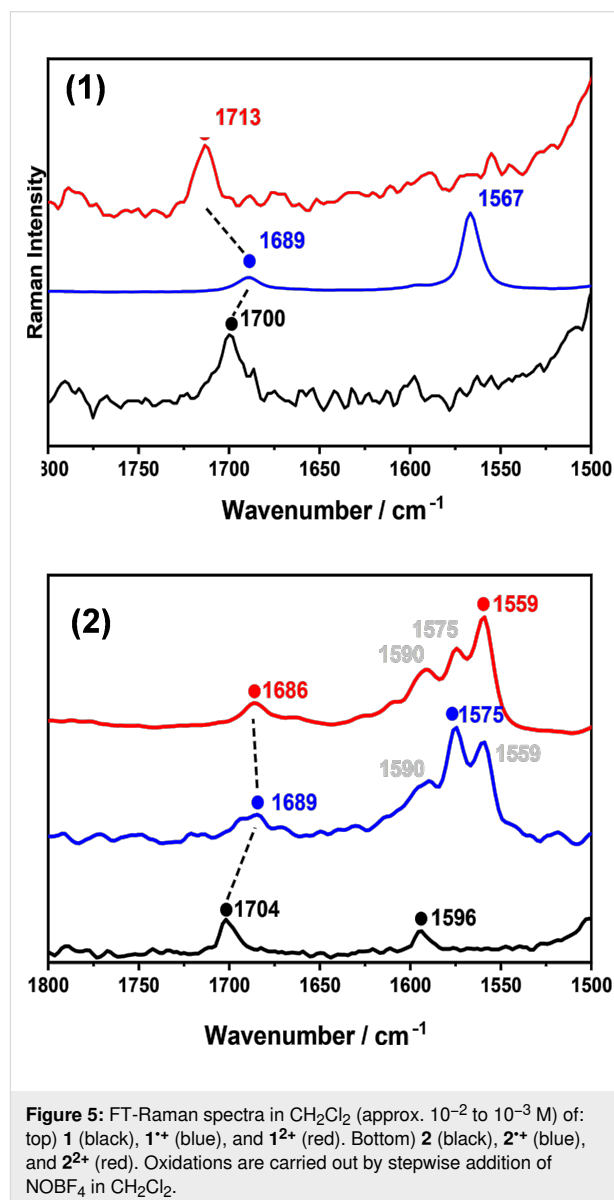 (1)
1713
1567
1689
1700
Raman Intensity
800 1750 1700 1650 1600 1550 1500
Wavenumber / cm⁻¹
(2)
1559
1575
1590
1686
1575
1590
1559
1689
1704
1596
1800 1750 1700 1650 1600 1550 1500
Wavenumber / cm⁻¹
Figure 5: FT-Raman spectra in CH₂Cl₂ (approx. 10⁻² to 10⁻³ M) of:
top) 1 (black), 1•⁺ (blue), and 1²⁺ (red). Bottom) 2 (black), 2•⁺ (blue),
and 2²⁺ (red). Oxidations are carried out by stepwise addition of
NOBF₄ in CH₂Cl₂.